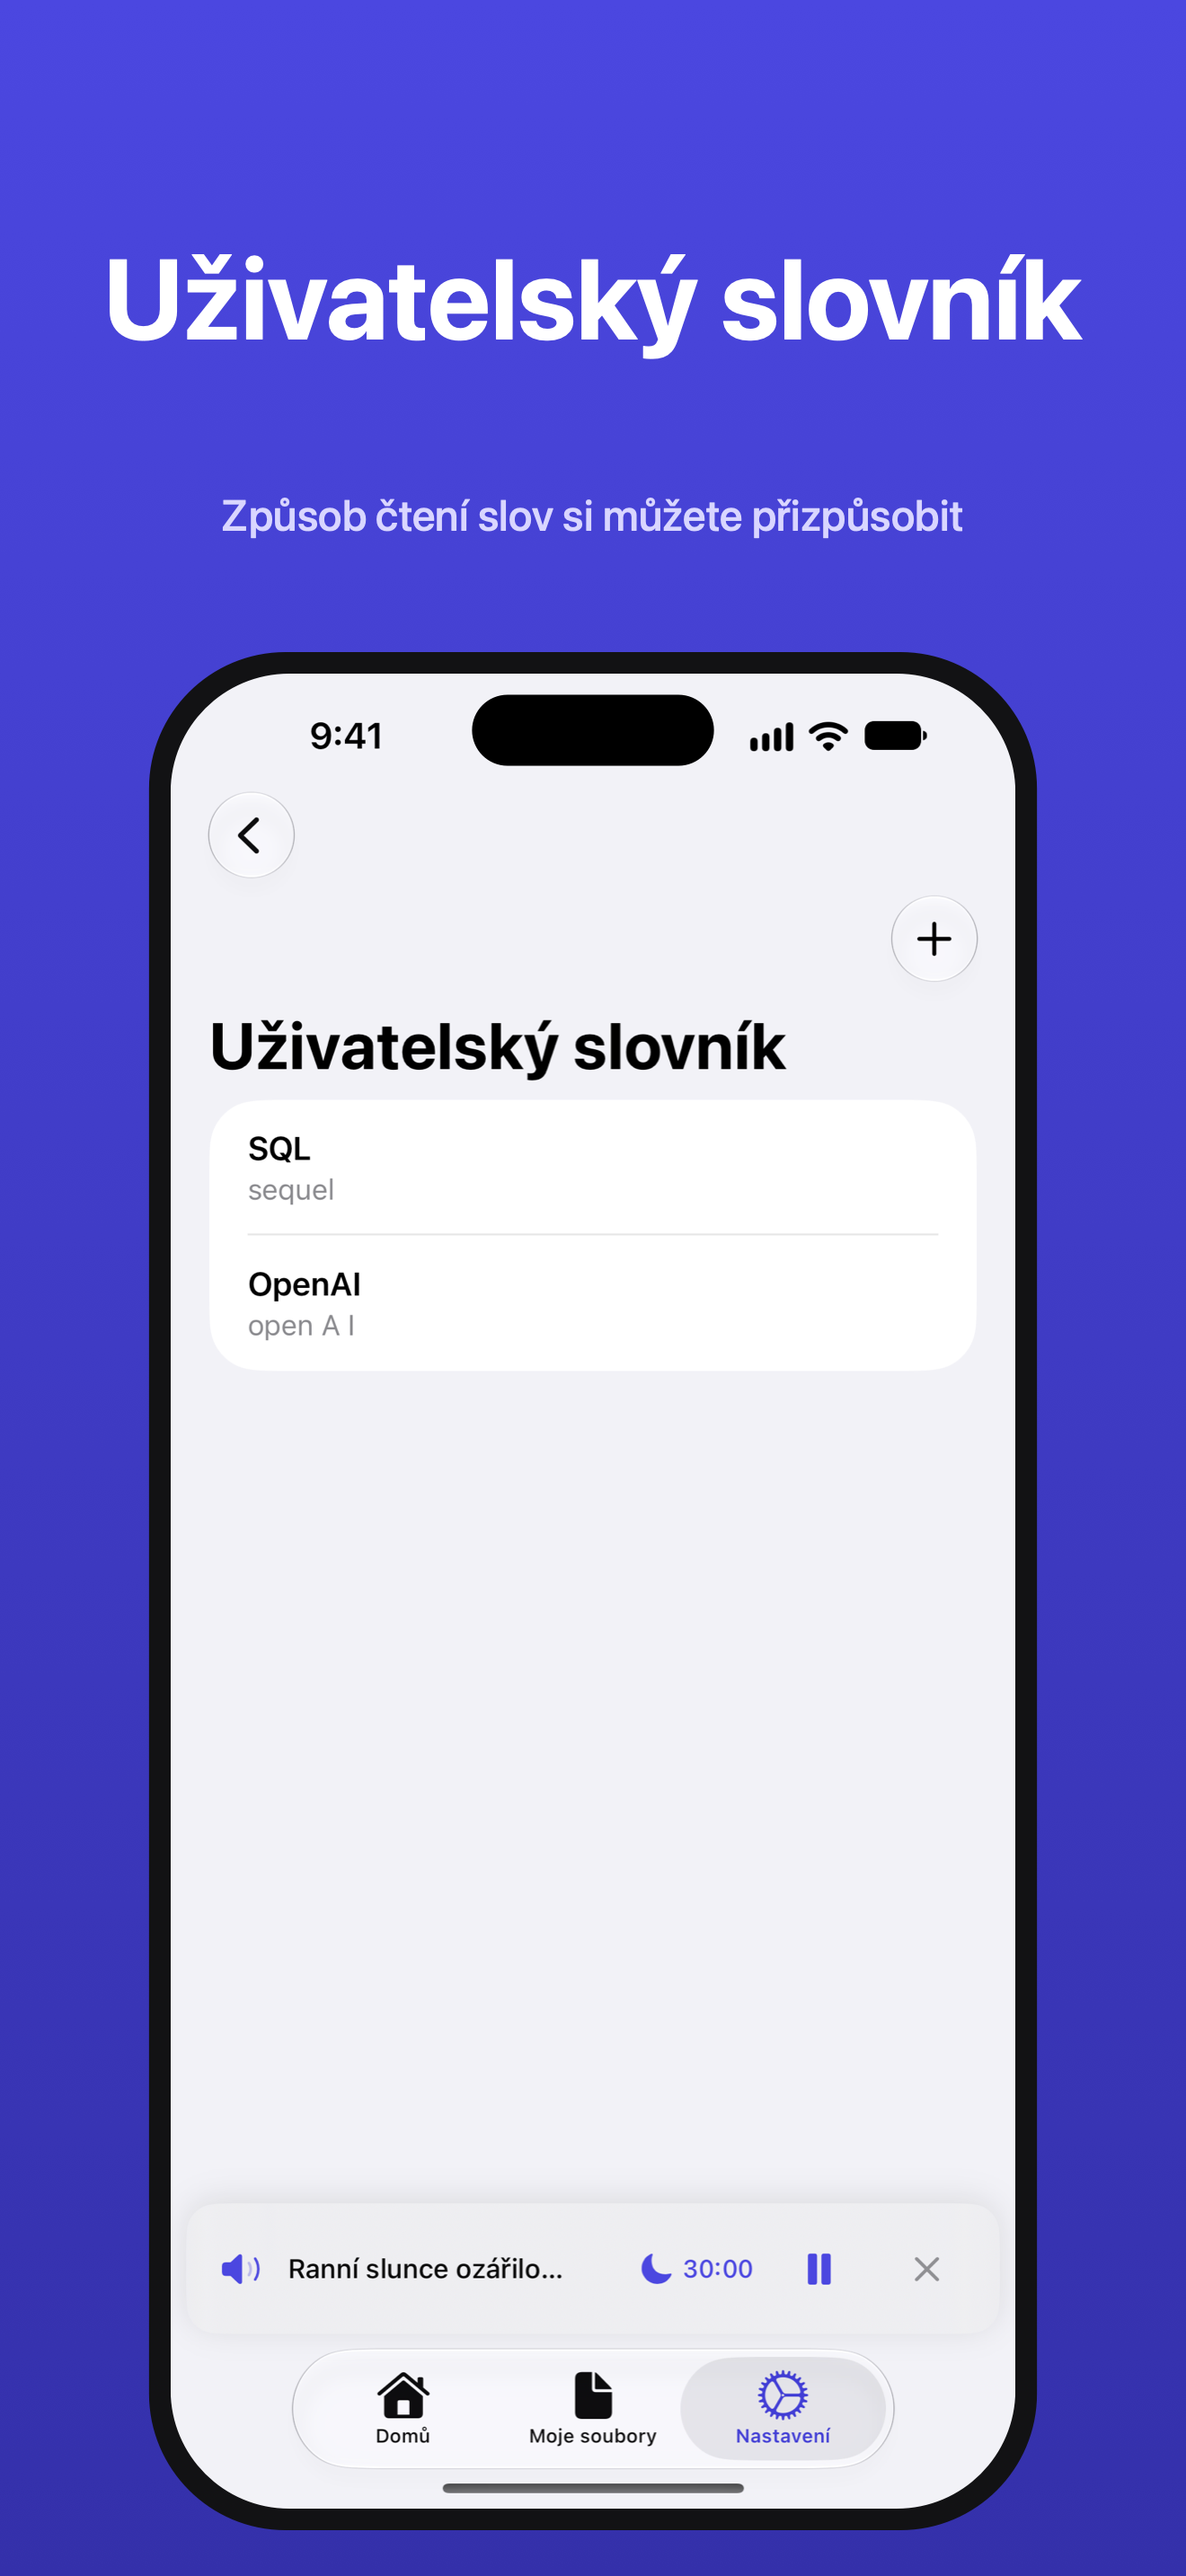 Uživatelský slovník
Způsob čtení slov si můžete přizpůsobit
9:41
Uživatelský slovník
SQL
sequel
OpenAI
open A I
Ranní slunce ozářilo... 30:00
Domů Moje soubory Nastavení